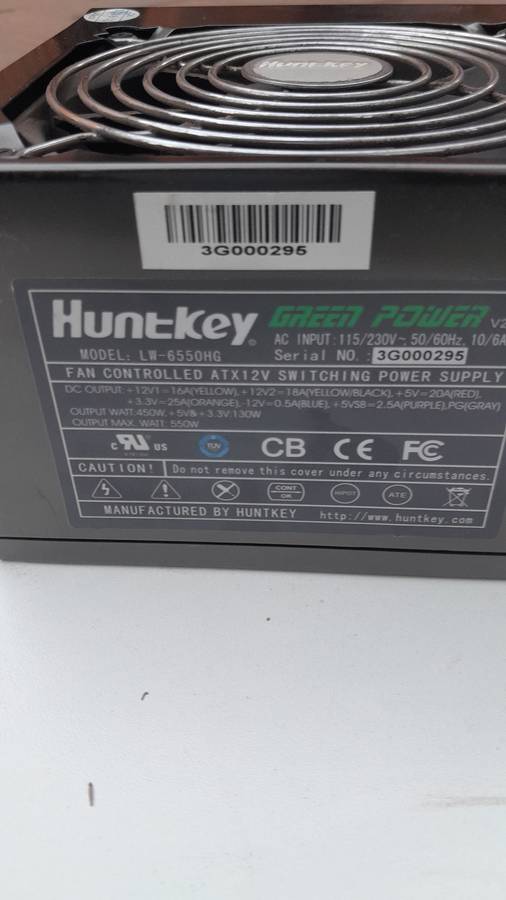 Huntkey
3G000295
Huntkey GREEN POWER V2
AC INPUT:115/230V~ 50/60Hz, 10/6A
MODEL: LW-6550HG Serial NO.: 3G000295
FAN CONTROLLED ATX12V SWITCHING POWER SUPPLY
DC OUTPUT: +12V1=16A(YELLOW), +12V2=18A(YELLOW/BLACK), +5V=20A(RED),
+3.3V=25A(ORANGE), -12V=0.5A(BLUE), +5VSB=2.5A(PURPLE),PG(GRAY)
OUTPUT WATT:450W, +5V& +3.3V:130W
OUTPUT MAX. WATT: 550W
c US TUV CB CE FC
CAUTION! Do not remove this cover under any circumstances.
CONT OK HIPOT ATE
MANUFACTURED BY HUNTKEY http://www.huntkey.com